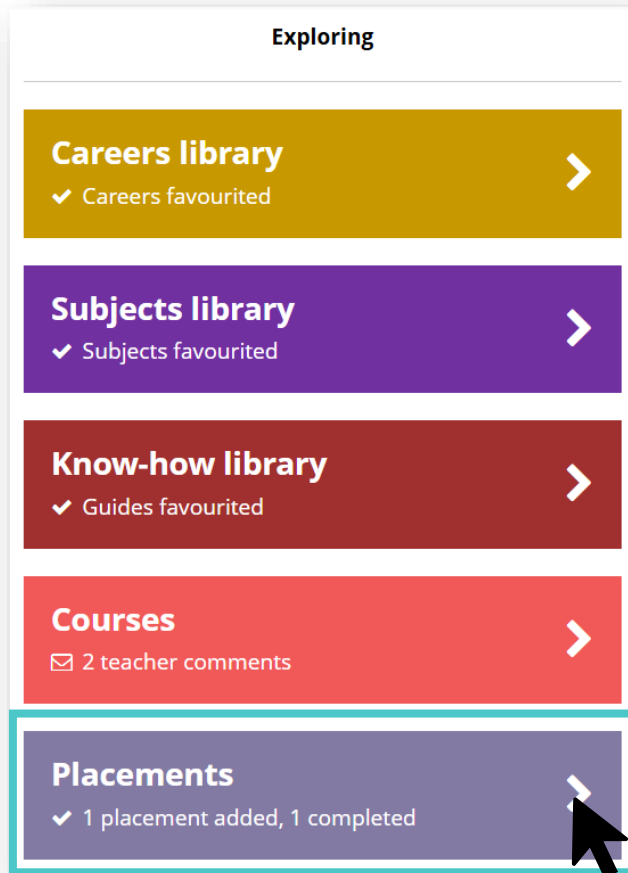 Exploring
Careers library
Careers favourited
Subjects library
Subjects favourited
Know-how library
Guides favourited
Courses
2 teacher comments
Placements
1 placement added, 1 completed